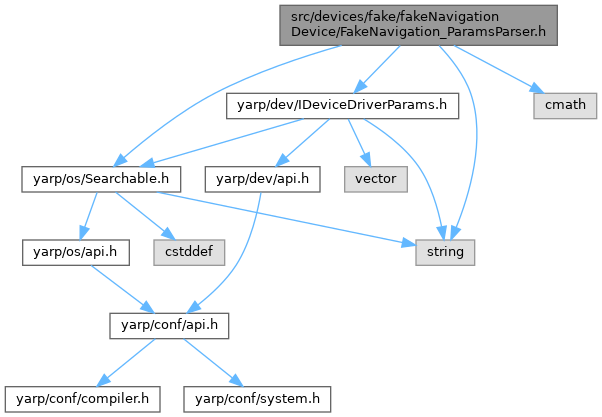 src/devices/fake/fakeNavigation
Device/FakeNavigation_ParamsParser.h
yarp/dev/IDeviceDriverParams.h
cmath
yarp/os/Searchable.h
yarp/dev/api.h
vector
yarp/os/api.h
cstddef
string
yarp/conf/api.h
yarp/conf/compiler.h
yarp/conf/system.h